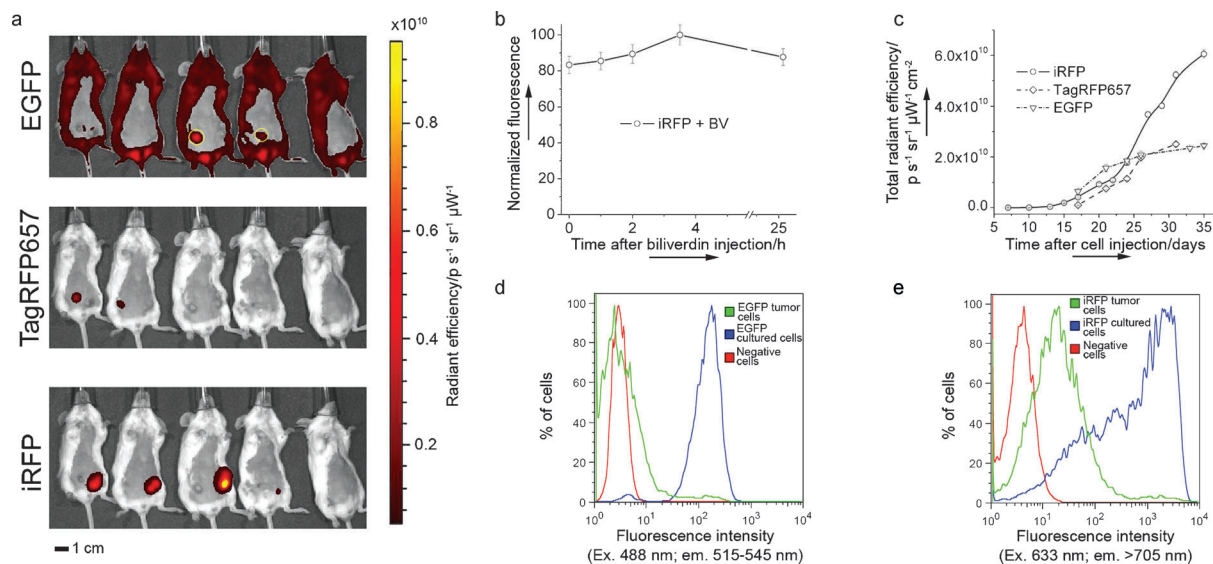 a
EGFP
TagRFP657
iRFP
1 cm
x10¹⁰
0.8
0.6
0.4
0.2
Radiant efficiency/p s⁻¹ sr⁻¹ µW⁻¹
b
Normalized fluorescence
100
80
60
40
20
0
iRFP + BV
0 2 4 25
Time after biliverdin injection/h
c
Total radiant efficiency/
p s⁻¹ sr⁻¹ µW⁻¹ cm⁻²
6.0x10¹⁰
4.0x10¹⁰
2.0x10¹⁰
0.0
iRFP
TagRFP657
EGFP
5 10 15 20 25 30 35
Time after cell injection/days
d
% of cells
100
80
60
40
20
0
EGFP tumor
cells
EGFP
cultured cells
Negative
cells
10⁰ 10¹ 10² 10³ 10⁴
Fluorescence intensity
(Ex. 488 nm; em. 515-545 nm)
e
% of cells
100
80
60
40
20
0
iRFP tumor
cells
iRFP cultured
cells
Negative
cells
10⁰ 10¹ 10² 10³ 10⁴
Fluorescence intensity
(Ex. 633 nm; em. >705 nm)